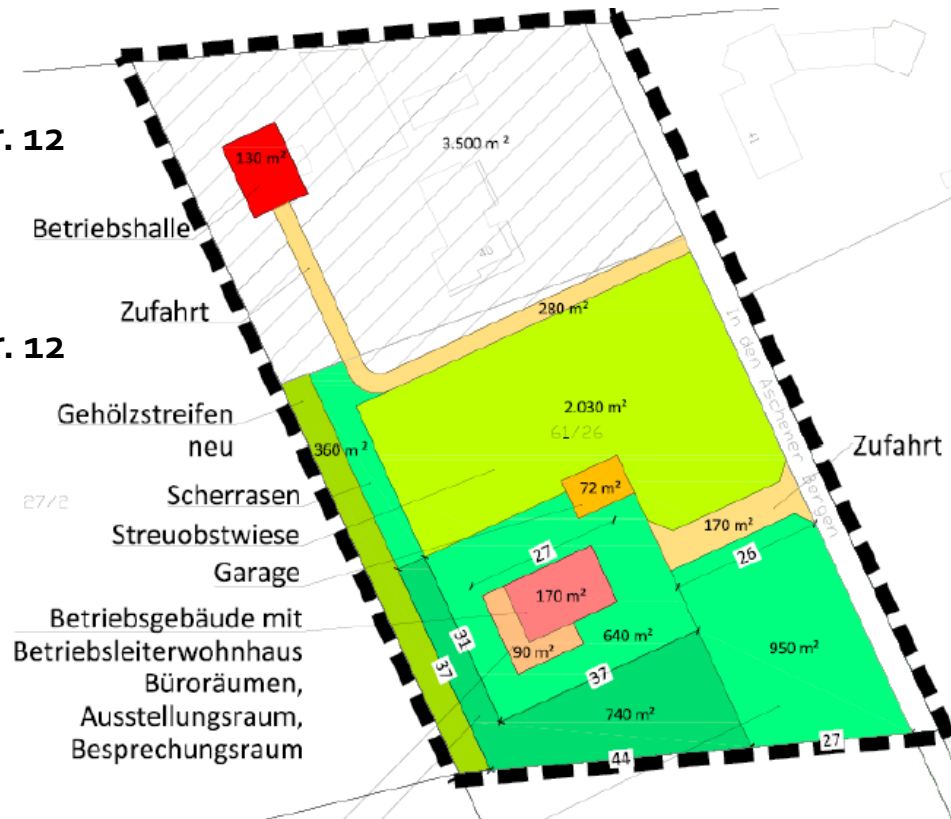 r. 12
130 m²
3.500 m²
41
Betriebshalle
40
Zufahrt
280 m²
r. 12
In den Aschener Bergen
Gehölzstreifen
neu
2.030 m²
61/26
360 m²
Zufahrt
27/2
Scherrasen
72 m²
Streuobstwiese
170 m²
Garage
27
26
Betriebsgebäude mit
Betriebsleiterwohnhaus
Büroräumen,
Ausstellungsraum,
Besprechungsraum
170 m²
31
640 m²
90 m²
950 m²
37
37
740 m²
44
27